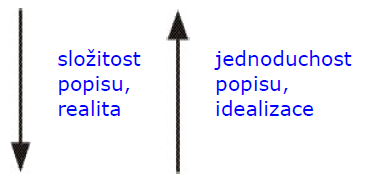 složitost
popisu,
realita
jednoduchost
popisu,
idealizace